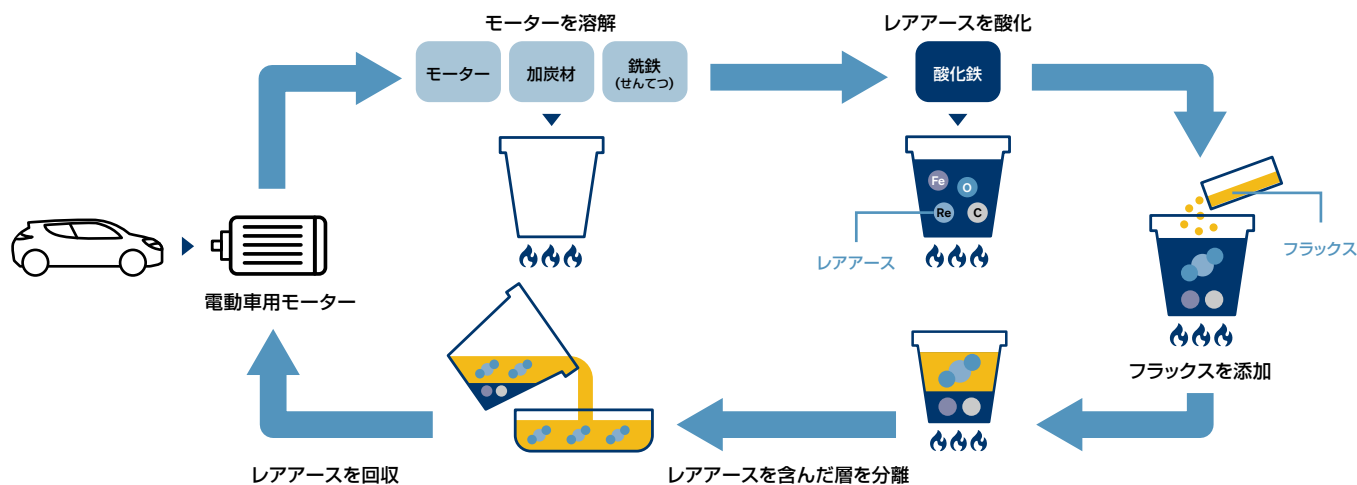 モーターを溶解
モーター
加炭材
銑鉄
(せんてつ)
レアアースを酸化
酸化鉄
Fe
O
Re
C
レアアース
フラックス
電動車用モーター
フラックスを添加
レアアースを含んだ層を分離
レアアースを回収